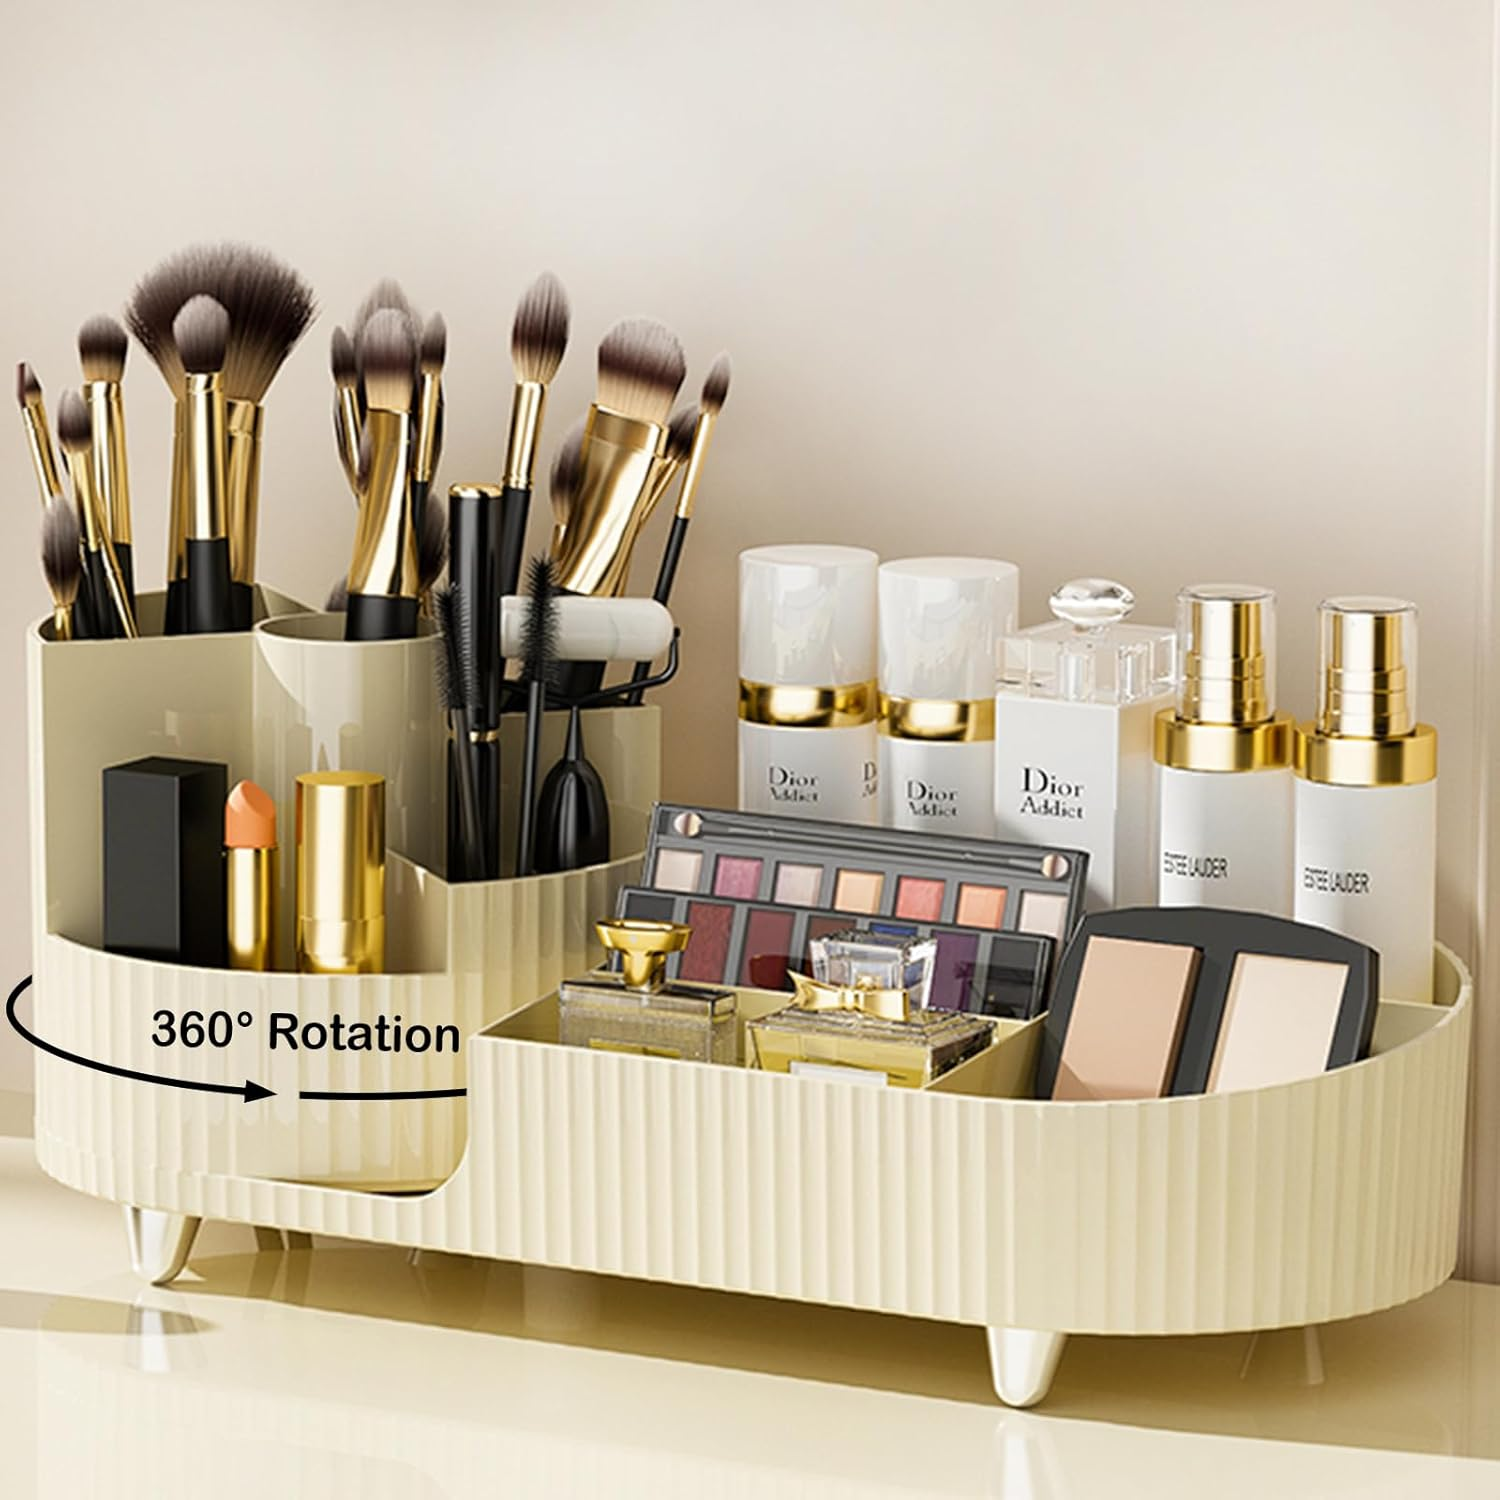 360° Rotation
Dior
Addict
Dior
Addict
Dior
Addict
ESTEE LAUDER
ESTEE LAUDER